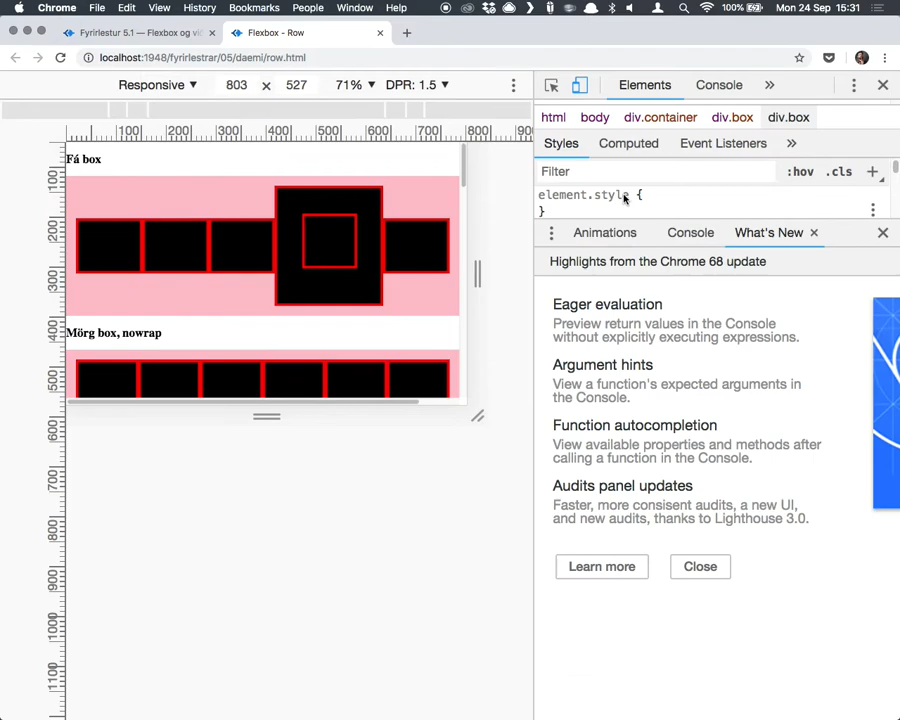 Chrome File Edit View History Bookmarks People Window Help 100% Mon 24 Sep 15:31
Fyrirlestur 5.1 — Flexbox og við × Flexbox - Row × +
localhost:1948/fyrirlestrar/05/daemi/row.html
Responsive ▼ 803 × 527 71% ▼ DPR: 1.5 ▼ Elements Console »
html body div.container div.box div.box
100 200 300 400 500 600 700 800 900
Styles Computed Event Listeners »
Fá box
Filter :hov .cls +
element.style {
}
Animations Console What's New ×
Highlights from the Chrome 68 update
Eager evaluation
Preview return values in the Console
without explicitly executing expressions.
Mörg box, nowrap
Argument hints
View a function's expected arguments in
the Console.
Function autocompletion
View available properties and methods after
calling a function in the Console.
Audits panel updates
Faster, more consisent audits, a new UI,
and new audits, thanks to Lighthouse 3.0.
Learn more Close
100
200
300
400
500
600
700
800
900
1000
1100